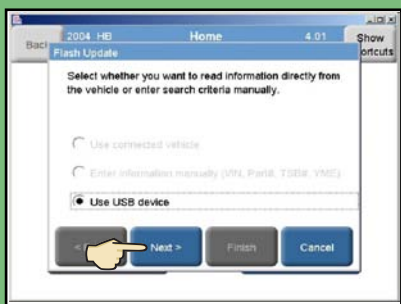 2004 HB Home 4.01
Back
Show
Flash Update
Select whether you want to read information directly from
the vehicle or enter search criteria manually.
Use connected vehicle
Enter information manually (VIN, Part#, TSB#, YME)
Use USB device
<
Next >
Finish
Cancel